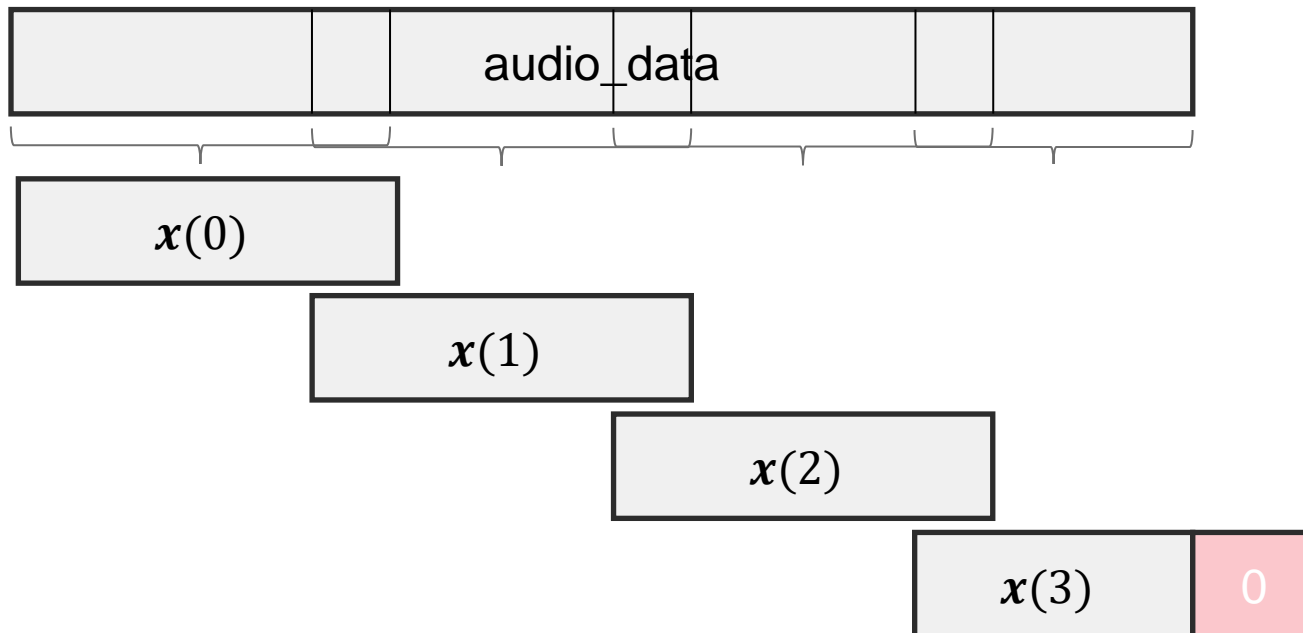 audio_data
x(0)
x(1)
x(2)
x(3) 0